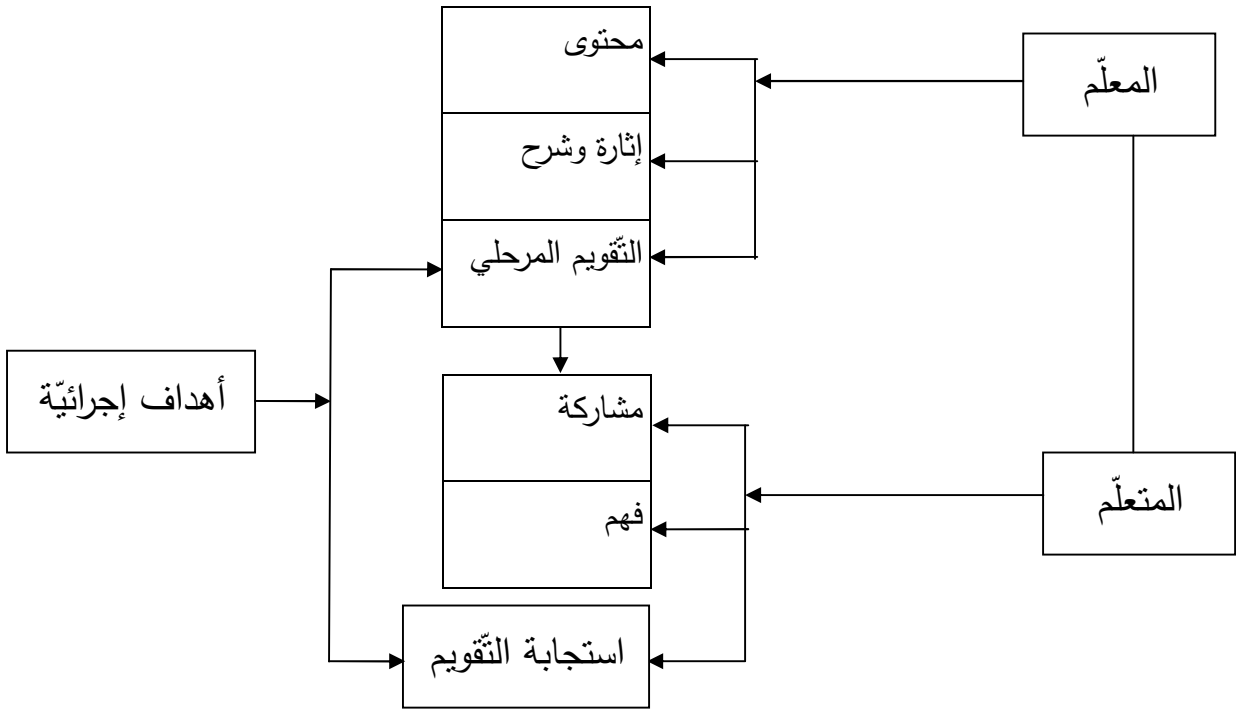 المعلّم
محتوى
إثارة وشرح
التّقويم المرحلي
أهداف إجرائيّة
مشاركة
المتعلّم
فهم
استجابة التّقويم